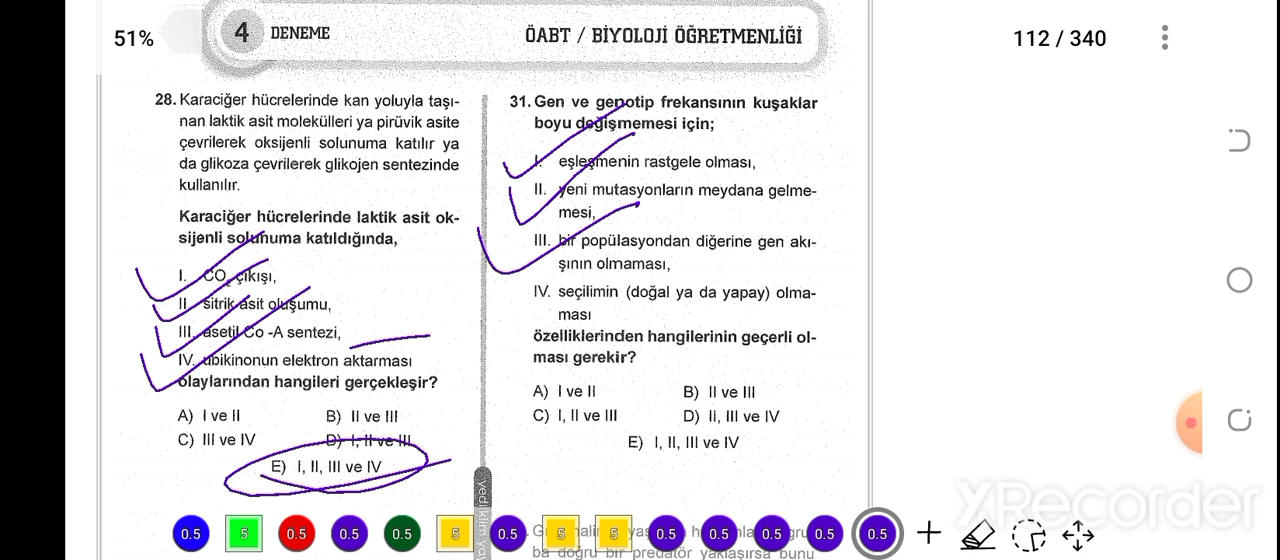 51%
4 DENEME
ÖABT / BİYOLOJİ ÖĞRETMENLİĞİ
112 / 340
28. Karaciğer hücrelerinde kan yoluyla taşı-
nan laktik asit molekülleri ya pirüvik asite
çevrilerek oksijenli solunuma katılır ya
da glikoza çevrilerek glikojen sentezinde
kullanılır.
Karaciğer hücrelerinde laktik asit ok-
sijenli solunuma katıldığında,
I. CO₂ çıkışı,
II. sitrik asit oluşumu,
III. asetil Co -A sentezi,
IV. ubikinonun elektron aktarması
olaylarından hangileri gerçekleşir?
A) I ve II
B) II ve III
C) III ve IV
D) I, II ve III
E) I, II, III ve IV
31. Gen ve genotip frekansının kuşaklar
boyu değişmemesi için;
I. eşleşmenin rastgele olması,
II. yeni mutasyonların meydana gelme-
mesi,
III. bir popülasyondan diğerine gen akı-
şının olmaması,
IV. seçilimin (doğal ya da yapay) olma-
ması
özelliklerinden hangilerinin geçerli ol-
ması gerekir?
A) I ve II
B) II ve III
C) I, II ve III
D) Ii, III ve IV
E) I, II, III ve IV
yediiklim yay
0.5 5 0.5 0.5 0.5 5 0.5 5 5 0.5 0.5 0.5 0.5 0.5
ba doğru bir predatör yaklaşırsa bunu
XRecorder